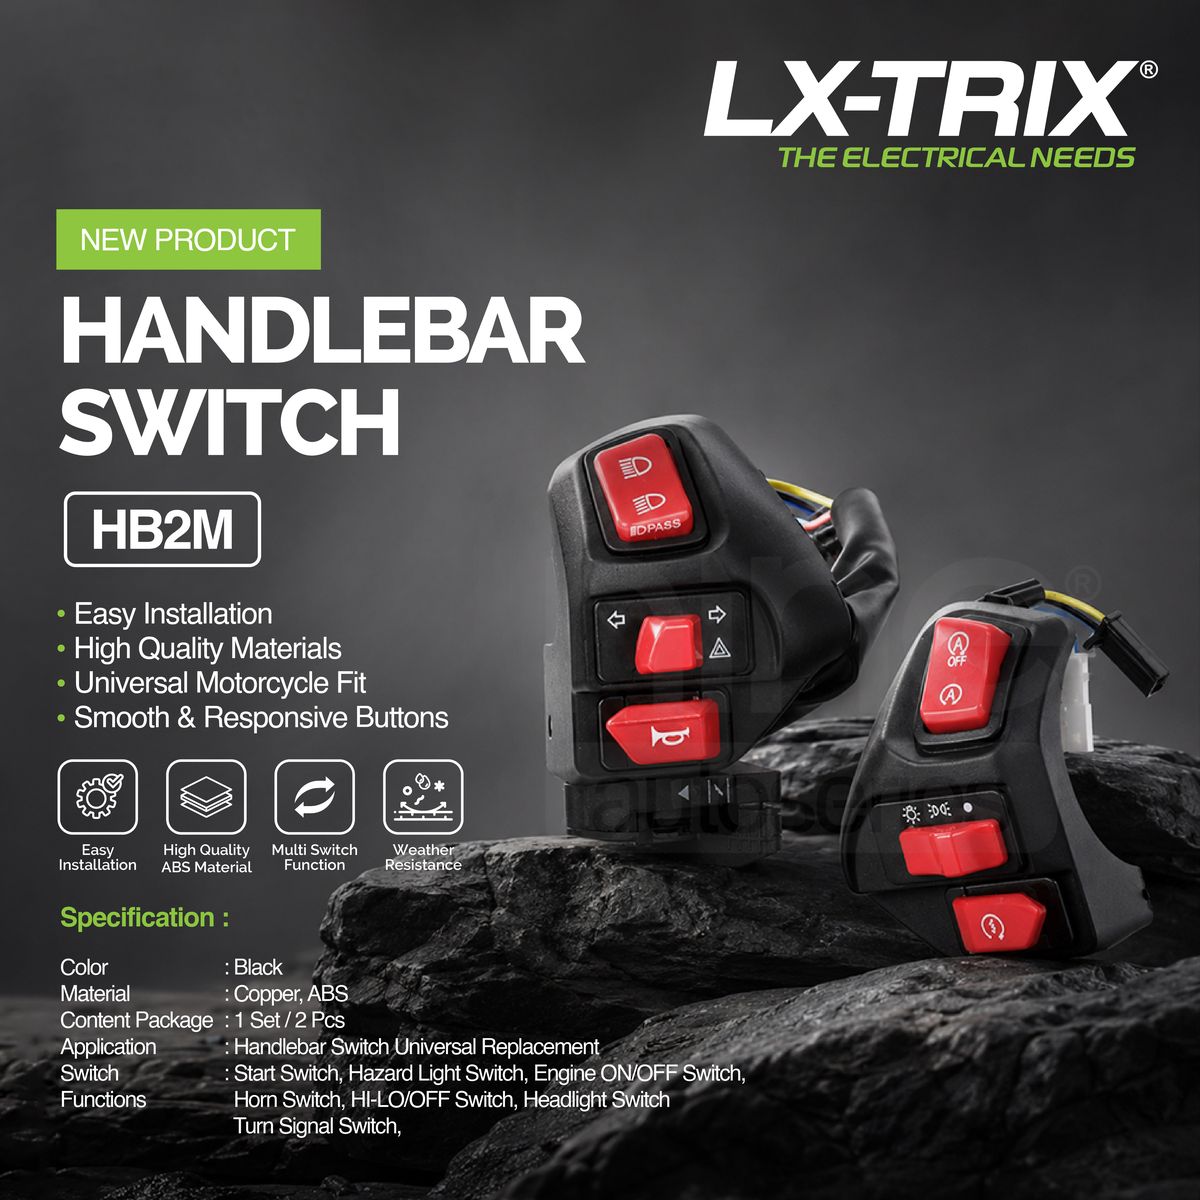 LX-TRIX®
THE ELECTRICAL NEEDS
NEW PRODUCT
HANDLEBAR
SWITCH
HB2M
• Easy Installation
• High Quality Materials
• Universal Motorcycle Fit
• Smooth & Responsive Buttons
Easy
Installation
High Quality
ABS Material
Multi Switch
Function
Weather
Resistance
PASS
OFF
Specification :
Color : Black
Material : Copper, ABS
Content Package : 1 Set / 2 Pcs
Application : Handlebar Switch Universal Replacement
Switch : Start Switch, Hazard Light Switch, Engine ON/OFF Switch,
Functions Horn Switch, HI-LO/OFF Switch, Headlight Switch
Turn Signal Switch,